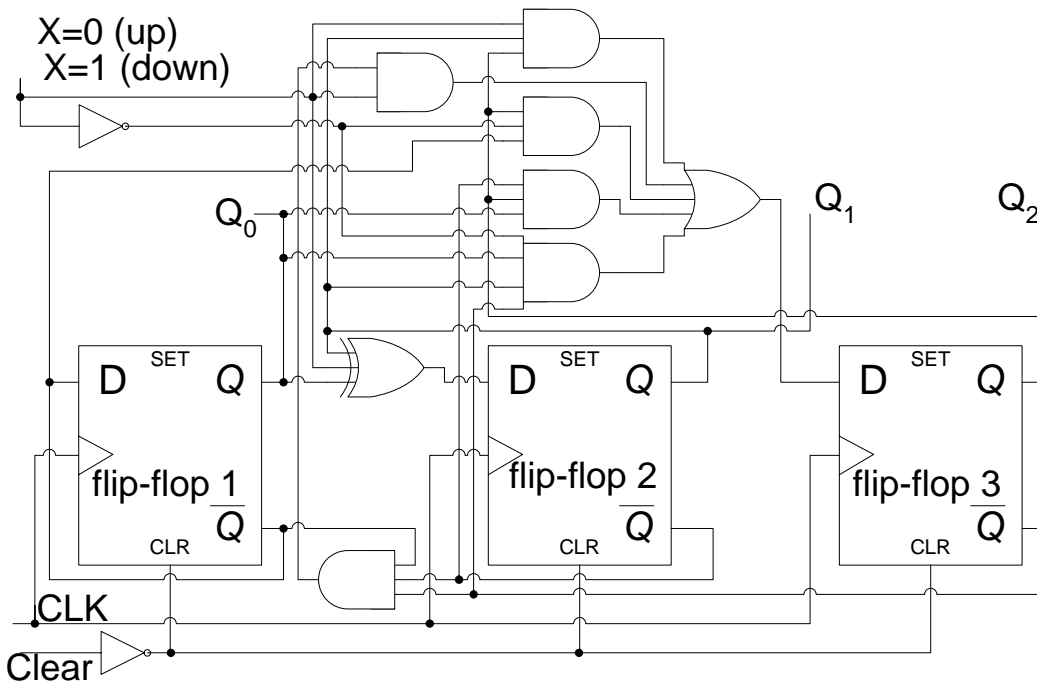 X=0 (up)
X=1 (down)
Q0
Q1
Q2
SET
D
Q
flip-flop 1
Q
CLR
SET
D
Q
flip-flop 2
Q
CLR
SET
D
Q
flip-flop 3
Q
CLR
CLK
Clear